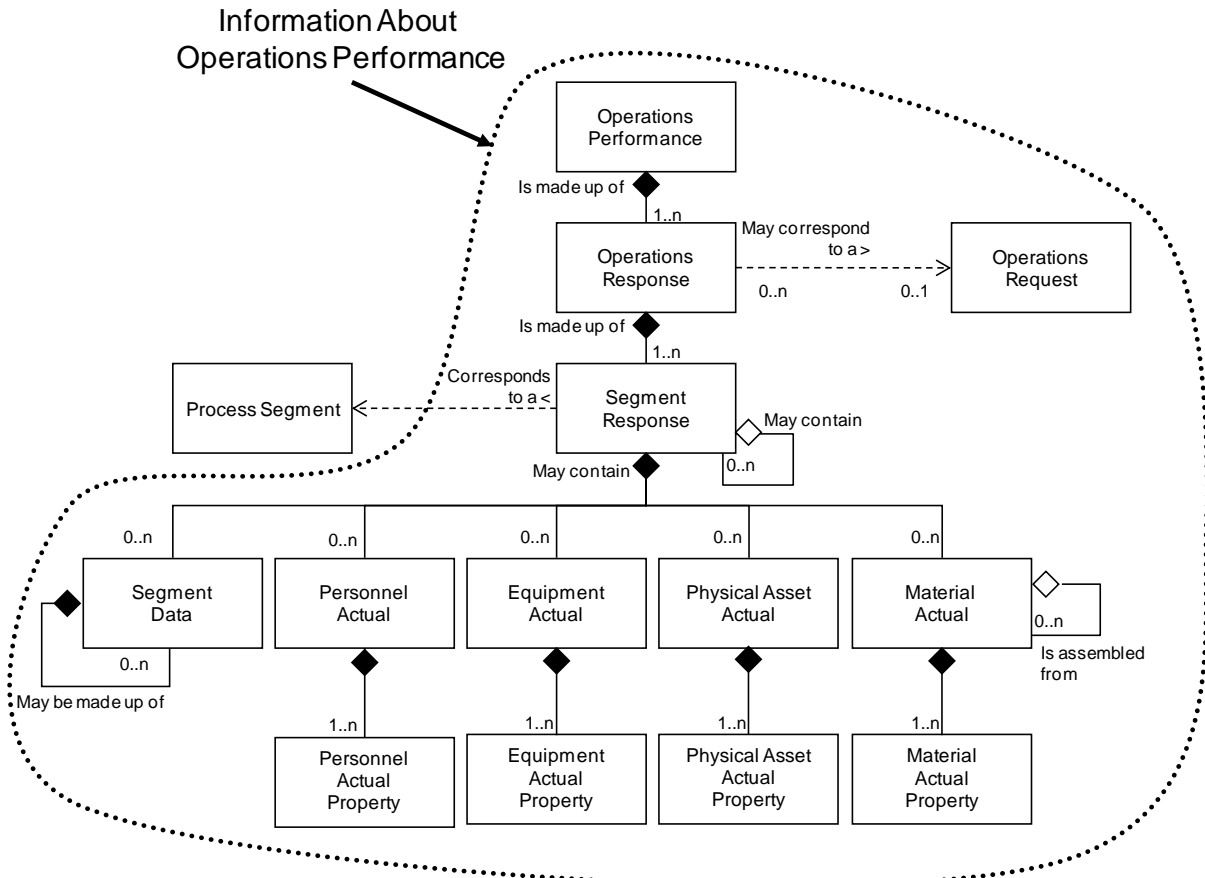 Information About
Operations Performance
Operations
Performance
Is made up of
1..n
Operations
Response
May correspond
to a >
0..n
0..1
Operations
Request
Is made up of
1..n
Process Segment
Corresponds
to a <
Segment
Response
May contain
0..n
May contain
0..n
0..n
0..n
0..n
0..n
Segment
Data
Personnel
Actual
Equipment
Actual
Physical Asset
Actual
Material
Actual
0..n
May be made up of
0..n
Is assembled
from
1..n
1..n
1..n
1..n
Personnel
Actual
Property
Equipment
Actual
Property
Physical Asset
Actual
Property
Material
Actual
Property